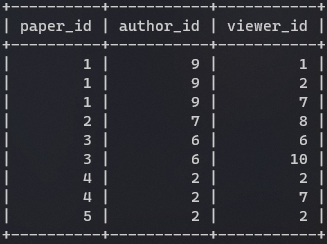 +----------+-----------+-----------+
| paper_id | author_id | viewer_id |
+----------+-----------+-----------+
|        1 |         9 |         1 |
|        1 |         9 |         2 |
|        1 |         9 |         7 |
|        2 |         7 |         8 |
|        3 |         6 |         6 |
|        3 |         6 |        10 |
|        4 |         2 |         2 |
|        4 |         2 |         7 |
|        5 |         2 |         2 |
+----------+-----------+-----------+